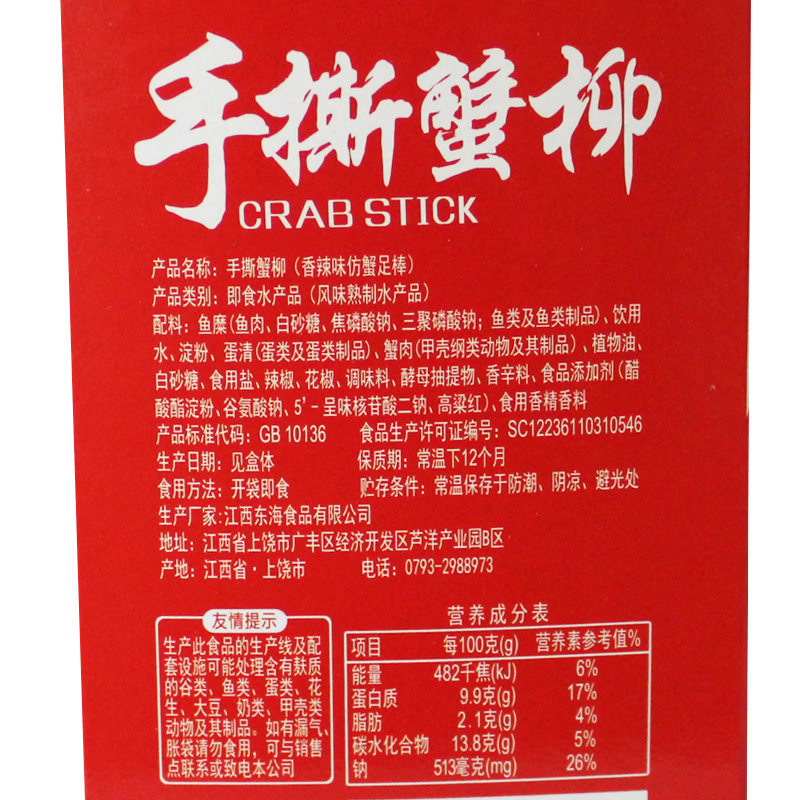 手撕蟹柳
CRAB STICK
产品名称：手撕蟹柳（香辣味仿蟹足棒）
产品类别：即食水产品（风味熟制水产品）
配料：鱼糜(鱼肉、白砂糖、焦磷酸钠、三聚磷酸钠；鱼类及鱼类制品)、饮用
水、淀粉、蛋清(蛋类及蛋类制品)、蟹肉(甲壳纲类动物及其制品)、植物油、
白砂糖、食用盐、辣椒、花椒、调味料、酵母抽提物、香辛料、食品添加剂(醋
酸酯淀粉、谷氨酸钠、5'-呈味核苷酸二钠、高粱红)、食用香精香料
产品标准代码：GB 10136 食品生产许可证编号：SC12236110310546
生产日期：见盒体 保质期：常温下12个月
食用方法：开袋即食 贮存条件：常温保存于防潮、阴凉、避光处
生产厂家:江西东海食品有限公司
地址：江西省上饶市广丰区经济开发区芦洋产业园B区
产地：江西省·上饶市 电话：0793-2988973
友情提示
生产此食品的生产线及配
套设施可能处理含有麸质
的谷类、鱼类、蛋类、花
生、大豆、奶类、甲壳类
动物及其制品。如有漏气、
胀袋请勿食用，可与销售
点联系或致电本公司
营养成分表
项目 每100克(g) 营养素参考值%
能量 482千焦(kJ) 6%
蛋白质 9.9克(g) 17%
脂肪 2.1克(g) 4%
碳水化合物 13.8克(g) 5%
钠 513毫克(mg) 26%